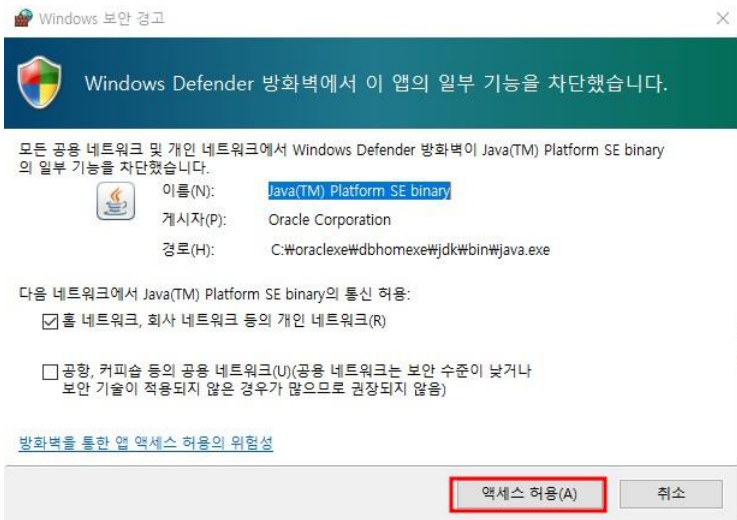 Windows 보안 경고
Windows Defender 방화벽에서 이 앱의 일부 기능을 차단했습니다.
모든 공용 네트워크 및 개인 네트워크에서 Windows Defender 방화벽이 Java(TM) Platform SE binary
의 일부 기능을 차단했습니다.
이름(N): Java(TM) Platform SE binary
게시자(P): Oracle Corporation
경로(H): C:₩oraclexe₩dbhomexe₩jdk₩bin₩java.exe
다음 네트워크에서 Java(TM) Platform SE binary의 통신 허용:
홈 네트워크, 회사 네트워크 등의 개인 네트워크(R)
공항, 커피숍 등의 공용 네트워크(U)(공용 네트워크는 보안 수준이 낮거나
보안 기술이 적용되지 않은 경우가 많으므로 권장되지 않음)
방화벽을 통한 앱 액세스 허용의 위험성
액세스 허용(A) 취소